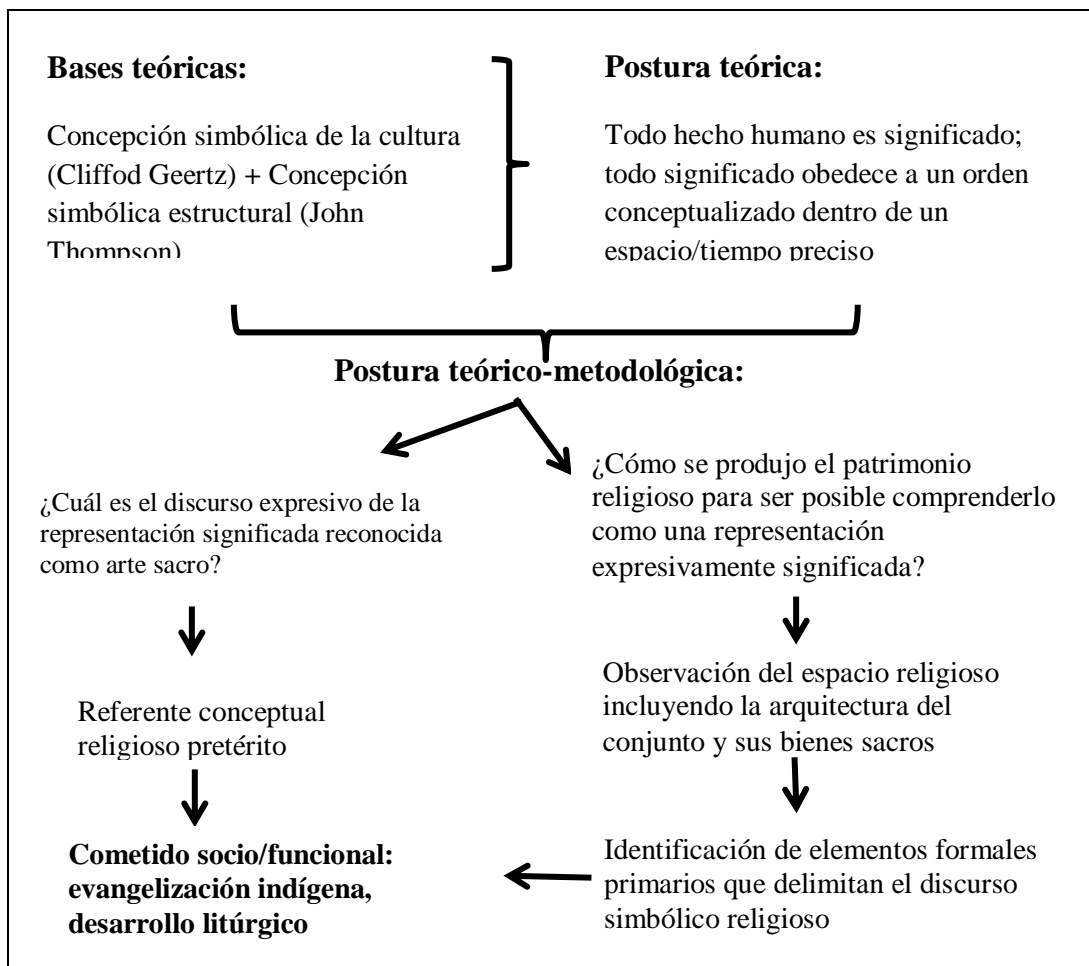 Bases teóricas:
Concepción simbólica de la cultura
(Cliffod Geertz) + Concepción
simbólica estructural (John
Thompson)
Postura teórica:
Todo hecho humano es significado;
todo significado obedece a un orden
conceptualizado dentro de un
espacio/tiempo preciso
Postura teórico-metodológica:
¿Cuál es el discurso expresivo de la
representación significada reconocida
como arte sacro?
¿Cómo se produjo el patrimonio
religioso para ser posible comprenderlo
como una representación
expresivamente significada?
Referente conceptual
religioso pretérito
Observación del espacio religioso
incluyendo la arquitectura del
conjunto y sus bienes sacros
Cometido socio/funcional:
evangelización indígena,
desarrollo litúrgico
Identificación de elementos formales
primarios que delimitan el discurso
simbólico religioso